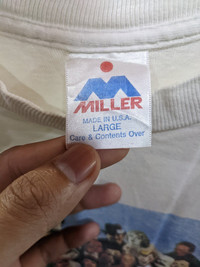 MILLER
MADE IN U.S.A.
LARGE
Care & Contents Over